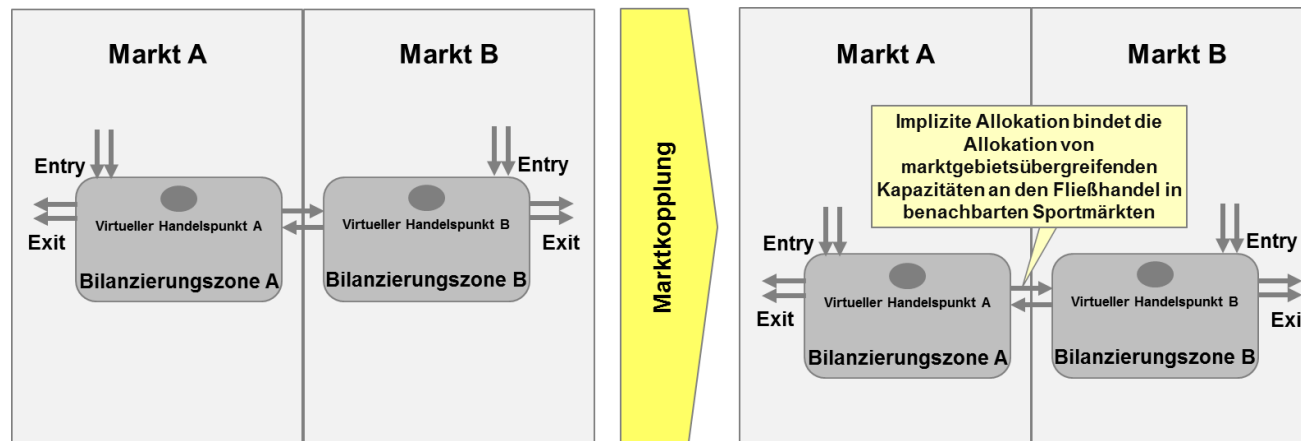 Markt A
Markt B
Entry
Entry
Virtueller Handelspunkt A
Virtueller Handelspunkt B
Exit
Exit
Bilanzierungszone A
Bilanzierungszone B
Marktkopplung
Markt A
Markt B
Implizite Allokation bindet die
Allokation von
marktgebietsübergreifenden
Kapazitäten an den Fließhandel in
benachbarten Sportmärkten
Entry
Entry
Virtueller Handelspunkt A
Virtueller Handelspunkt B
Exit
Exi
Bilanzierungszone A
Bilanzierungszone B